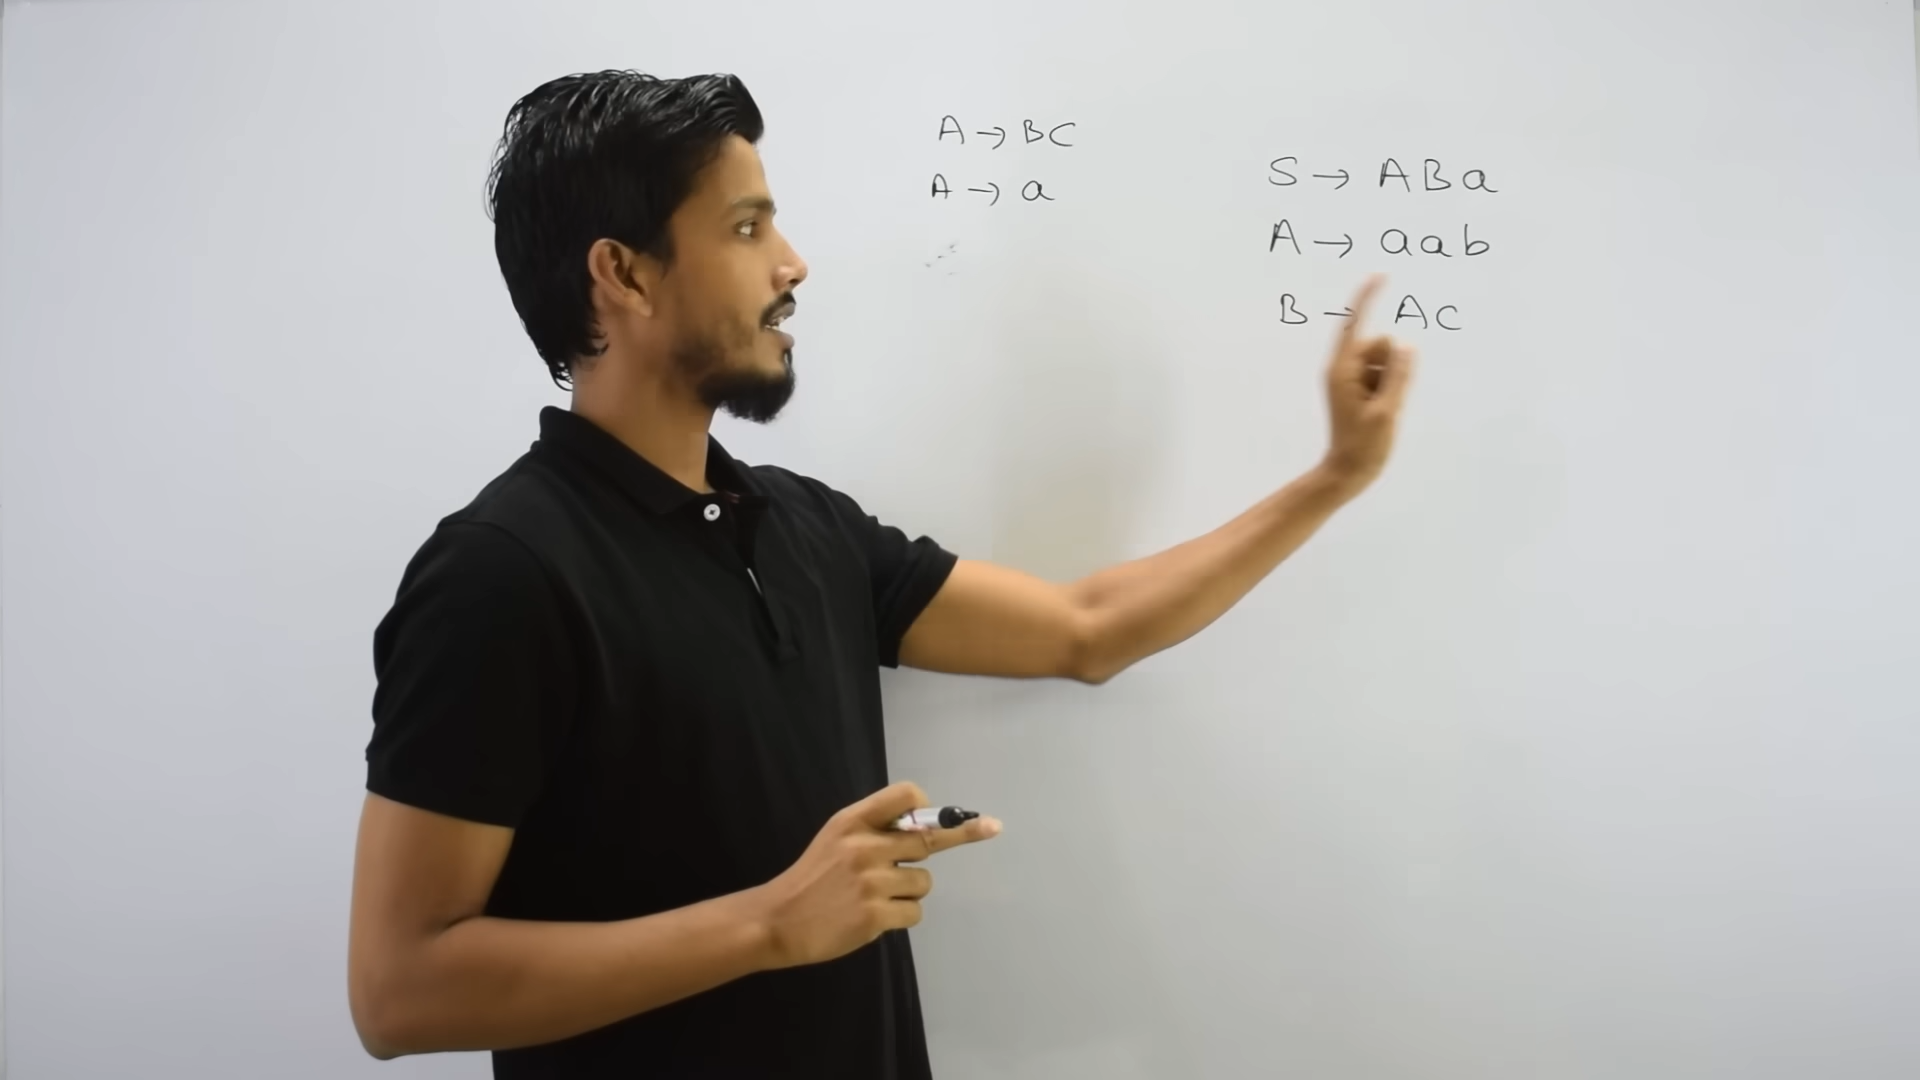 A → BC
A → a
S → ABa
A → aab
B → Ac